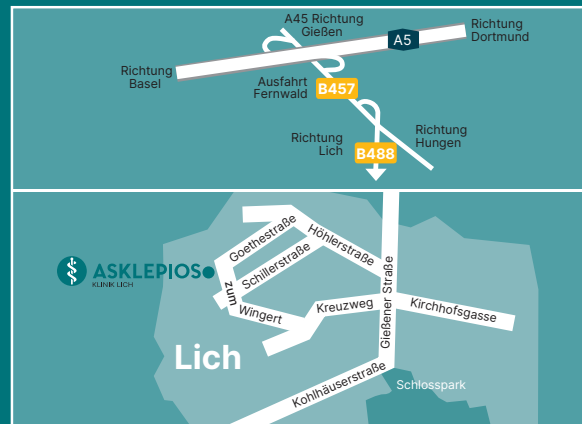 A45 Richtung
Gießen
Richtung
Dortmund
A5
Richtung
Basel
Ausfahrt
Fernwald
B457
Richtung
Lich
B488
Richtung
Hungen
Goethestraße
Höhlerstraße
Schillerstraße
ASKLEPIOS
KLINIK LICH
zum
Wingert
Kreuzweg
Gießener Straße
Kirchhofsgasse
Lich
Kohlhäuserstraße
Schlosspark